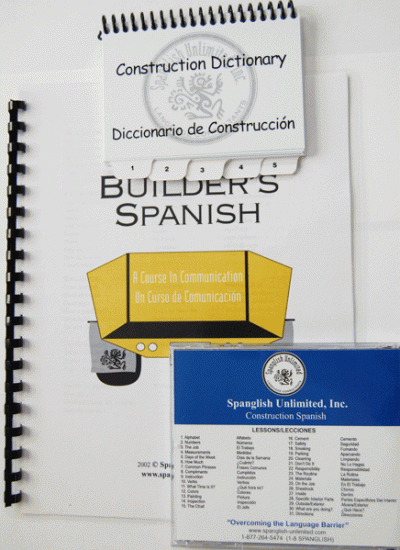 Spanglish Unlimited, Inc
Construction Dictionary
Diccionario de Construcción
1 2 3 4 5
BUILDER'S
SPANISH
A Course In Communication
Un Curso de Comunicación
2002 ©
www.
Spanglish Unlimited
Spanglish Unlimited, Inc.
Construction Spanish
LESSONS/LECCIONES
1. Alphabet Alfabeto
2. Numbers Números
3. The Job El Trabajo
4. Measurements Medidas
5. Days of the Week Días de la Semana
6. How Much ¿Cuánto?
7. Common Phrases Frases Comunes
8. Compliments Cumplidos
9. Instruction Instrucción
10. Verbs Verbos
11. What Time Is It? ¿Qué hora es?
12. Colors Colores
13. Painting Pintura
14. Inspection Inspección
15. The Chief El Jefe
16. Cement Cemento
17. Safety Seguridad
18. Smoking Fumando
19. Parking Aparcando
20. Cleaning Limpiando
21. Don't Do It No Lo Hagas
22. Responsibility Responsabilidad
23. The Routine La Rutina
24. Materials Materiales
25. On the Job En El Trabajo
26. Sheetrock
27. Inside Dentro
28. Specific Interior Parts Partes Específicas Del Interior
29. Outside/Exterior Afuera/Exterior
30. What are you doing? ¿Qué Hace?
31. Directions Direcciones
"Overcoming the Language Barrier"
1-877-264-5474 (1-8 SPANGLISH)